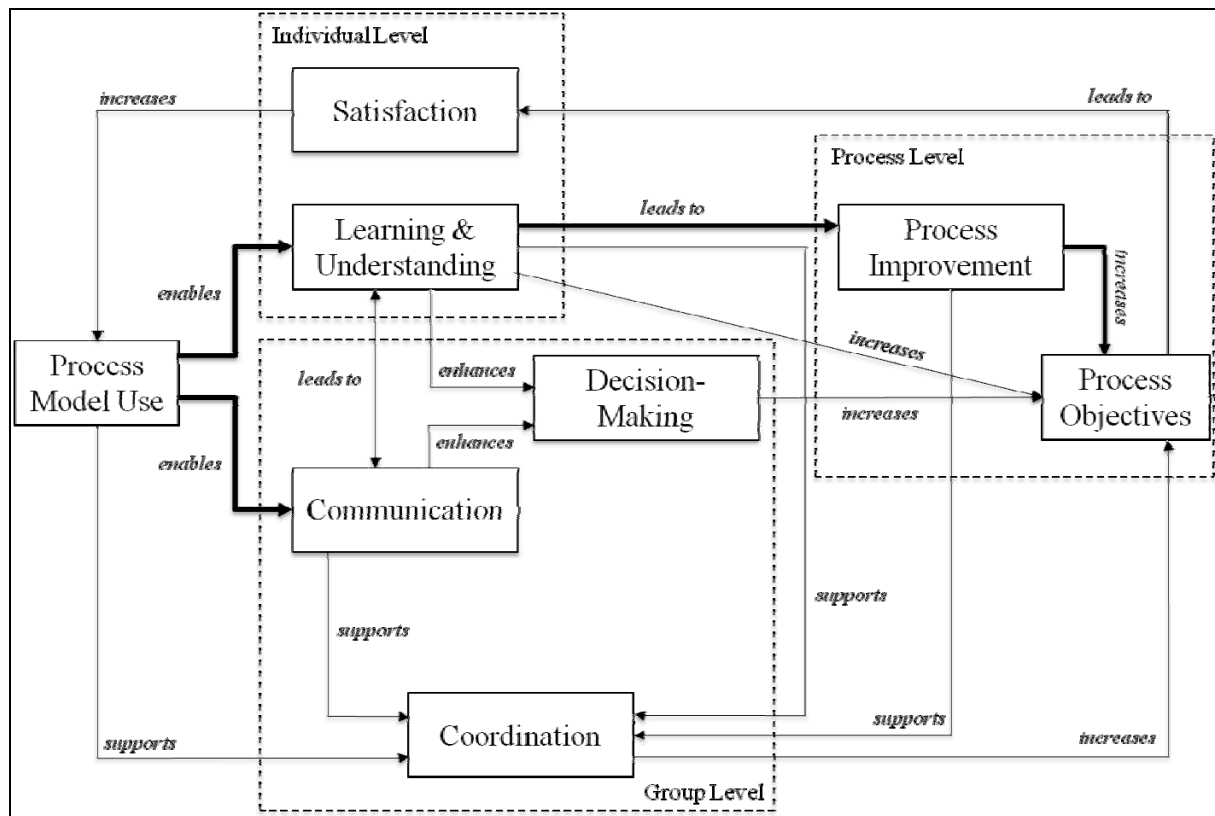 Individual Level
Satisfaction
increases
leads to
Process Level
leads to
Learning &
Understanding
Process
Improvement
increases
enables
increases
Process
Model Use
leads to
enhances
Decision-
Making
increases
Process
Objectives
enhances
enables
Communication
supports
supports
Coordination
supports
supports
increases
Group Level